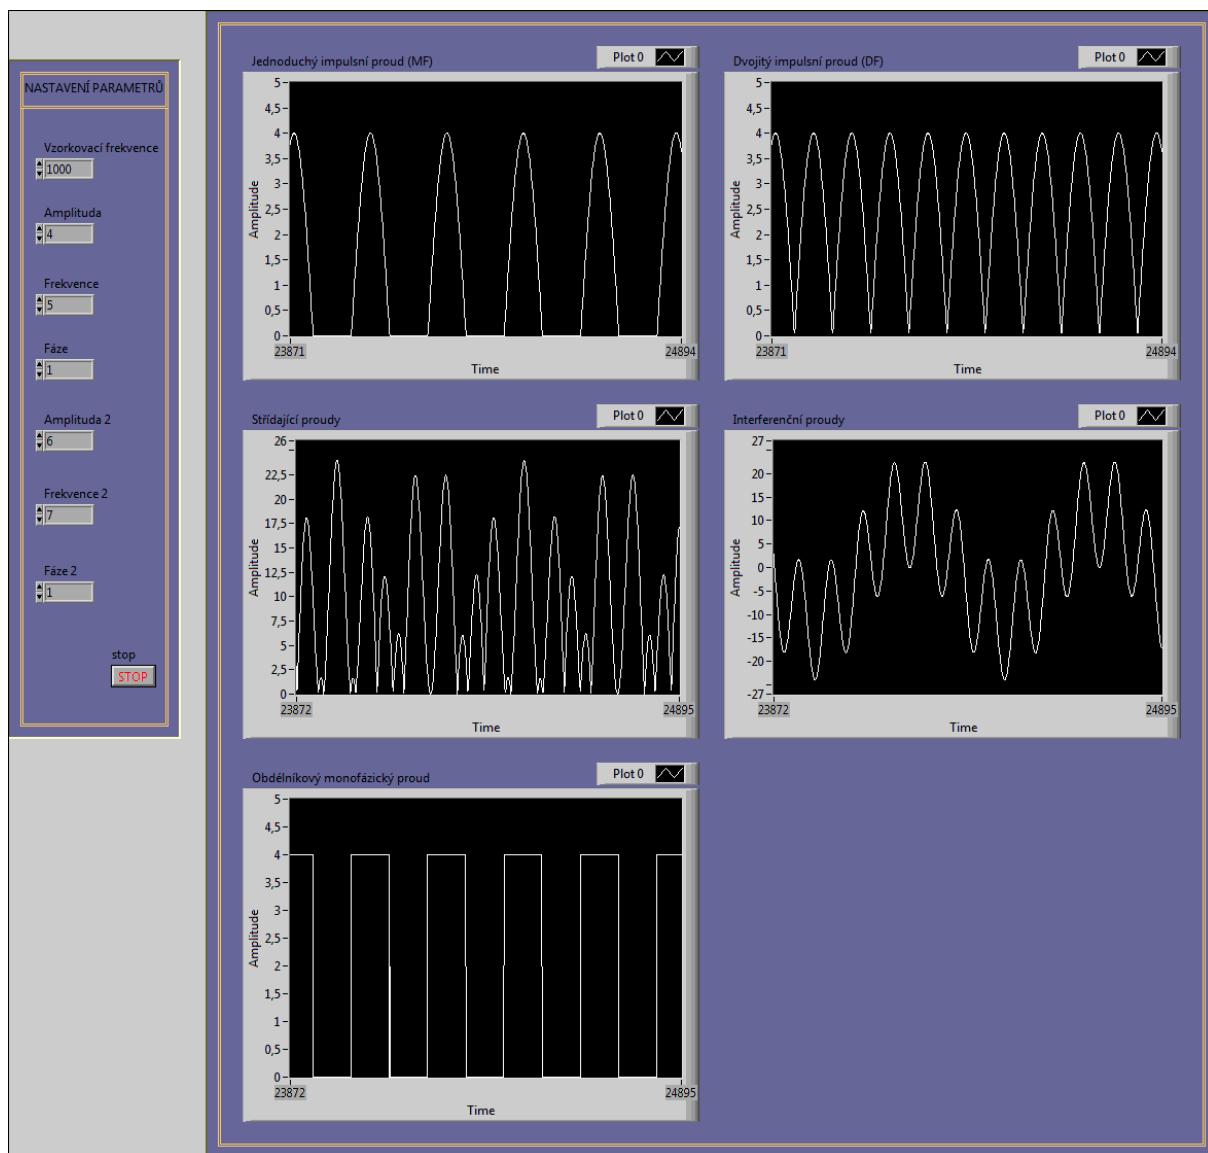 NASTAVENÍ PARAMETRŮ
Vzorkovací frekvence
1000
Amplituda
4
Frekvence
5
Fáze
1
Amplituda 2
6
Frekvence 2
7
Fáze 2
1
stop
STOP
Jednoduchý impulsní proud (MF)
Plot 0
5
4,5
4
3,5
3
2,5
2
1,5
1
0,5
0
Amplitude
23871
24894
Time
Dvojitý impulsní proud (DF)
Plot 0
5
4,5
4
3,5
3
2,5
2
1,5
1
0,5
0
Amplitude
23871
24894
Time
Střídající proudy
Plot 0
26
22,5
20
17,5
15
12,5
10
7,5
5
2,5
0
Amplitude
23872
24895
Time
Interferenční proudy
Plot 0
27
20
15
10
5
0
-5
-10
-15
-20
-27
Amplitude
23872
24895
Time
Obdélníkový monofázický proud
Plot 0
5
4,5
4
3,5
3
2,5
2
1,5
1
0,5
0
Amplitude
23872
24895
Time